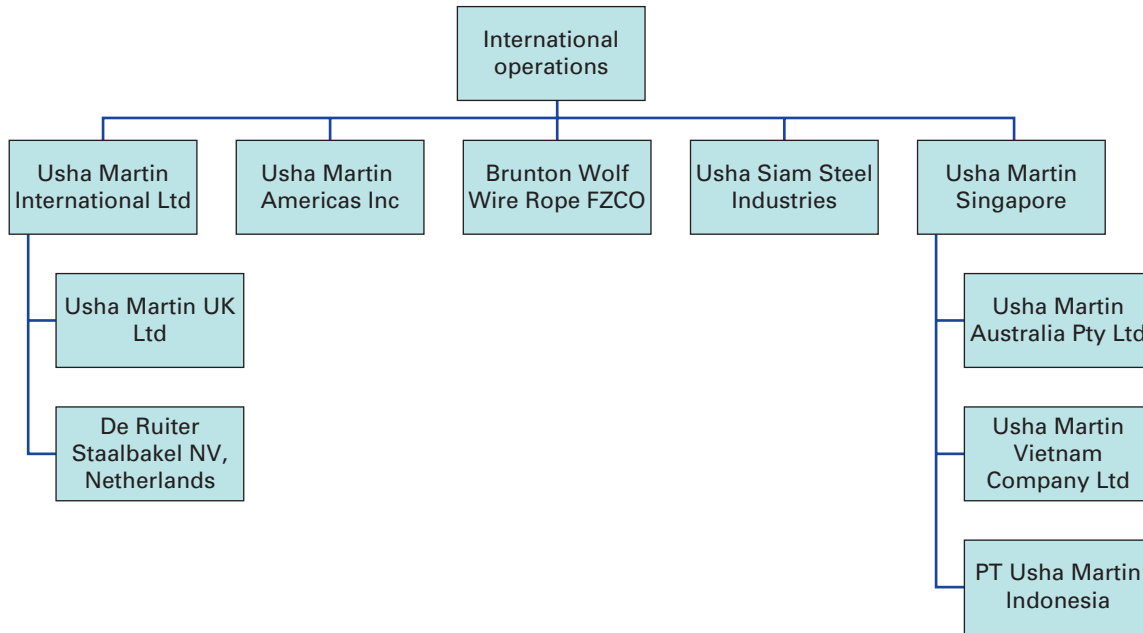 International
operations
Usha Martin
International Ltd
Usha Martin
Americas Inc
Brunton Wolf
Wire Rope FZCO
Usha Siam Steel
Industries
Usha Martin
Singapore
Usha Martin UK
Ltd
De Ruiter
Staalbakel NV,
Netherlands
Usha Martin
Australia Pty Ltd
Usha Martin
Vietnam
Company Ltd
PT Usha Martin
Indonesia